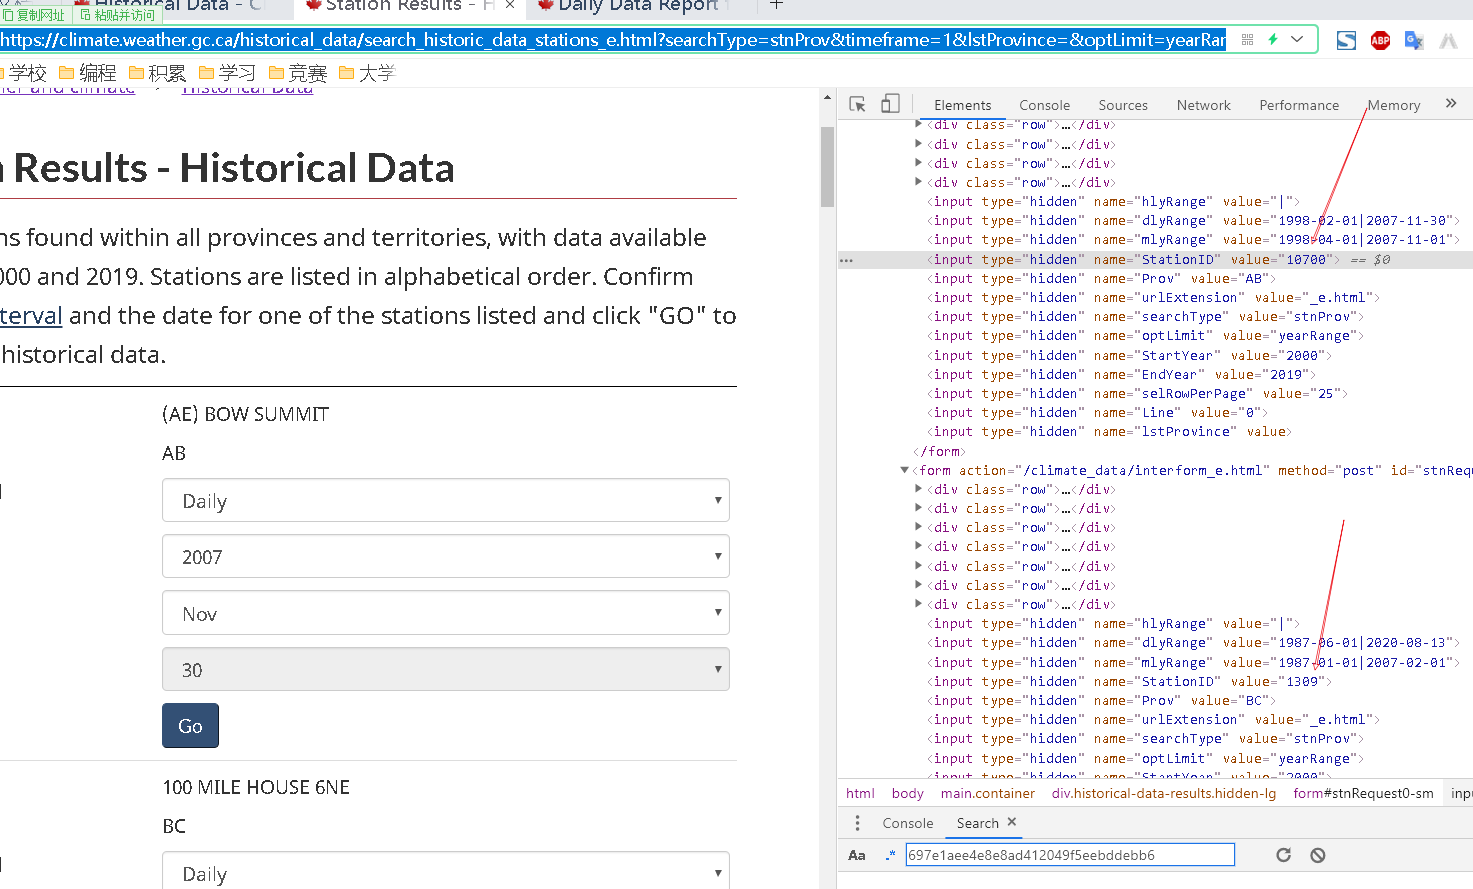 复制网址 粘贴并访问
Historical Data - C
Station Results - H ×
Daily Data Report
+
https://climate.weather.gc.ca/historical_data/search_historic_data_stations_e.html?searchType=stnProv&timeframe=1&lstProvince=&optLimit=yearRan
ABP
学校 编程 积累 学习 竞赛 大学
her and climate > Historical Data
Results - Historical Data
ns found within all provinces and territories, with data available
000 and 2019. Stations are listed in alphabetical order. Confirm
terval and the date for one of the stations listed and click "GO" to
historical data.
(AE) BOW SUMMIT
AB
Daily
2007
Nov
30
Go
100 MILE HOUSE 6NE
BC
Daily
Elements Console Sources Network Performance Memory »
<div class="row">…</div>
<div class="row">…</div>
<div class="row">…</div>
<div class="row">…</div>
<input type="hidden" name="hlyRange" value="|">
<input type="hidden" name="dlyRange" value="1998-02-01|2007-11-30">
<input type="hidden" name="mlyRange" value="1998-04-01|2007-11-01">
<input type="hidden" name="StationID" value="10700"> == $0
<input type="hidden" name="Prov" value="AB">
<input type="hidden" name="urlExtension" value="_e.html">
<input type="hidden" name="searchType" value="stnProv">
<input type="hidden" name="optLimit" value="yearRange">
<input type="hidden" name="StartYear" value="2000">
<input type="hidden" name="EndYear" value="2019">
<input type="hidden" name="selRowPerPage" value="25">
<input type="hidden" name="Line" value="0">
<input type="hidden" name="lstProvince" value>
</form>
<form action="/climate_data/interform_e.html" method="post" id="stnRequ
<div class="row">…</div>
<div class="row">…</div>
<div class="row">…</div>
<div class="row">…</div>
<div class="row">…</div>
<div class="row">…</div>
<div class="row">…</div>
<input type="hidden" name="hlyRange" value="|">
<input type="hidden" name="dlyRange" value="1987-06-01|2020-08-13">
<input type="hidden" name="mlyRange" value="1987-01-01|2007-02-01">
<input type="hidden" name="StationID" value="1309">
<input type="hidden" name="Prov" value="BC">
<input type="hidden" name="urlExtension" value="_e.html">
<input type="hidden" name="searchType" value="stnProv">
<input type="hidden" name="optLimit" value="yearRange">
<input type="hidden" name="StartYear" value="2000">
html body main.container div.historical-data-results.hidden-lg form#stnRequest0-sm inpu
Console Search ×
Aa .* 697e1aee4e8e8ad412049f5eebddebb6